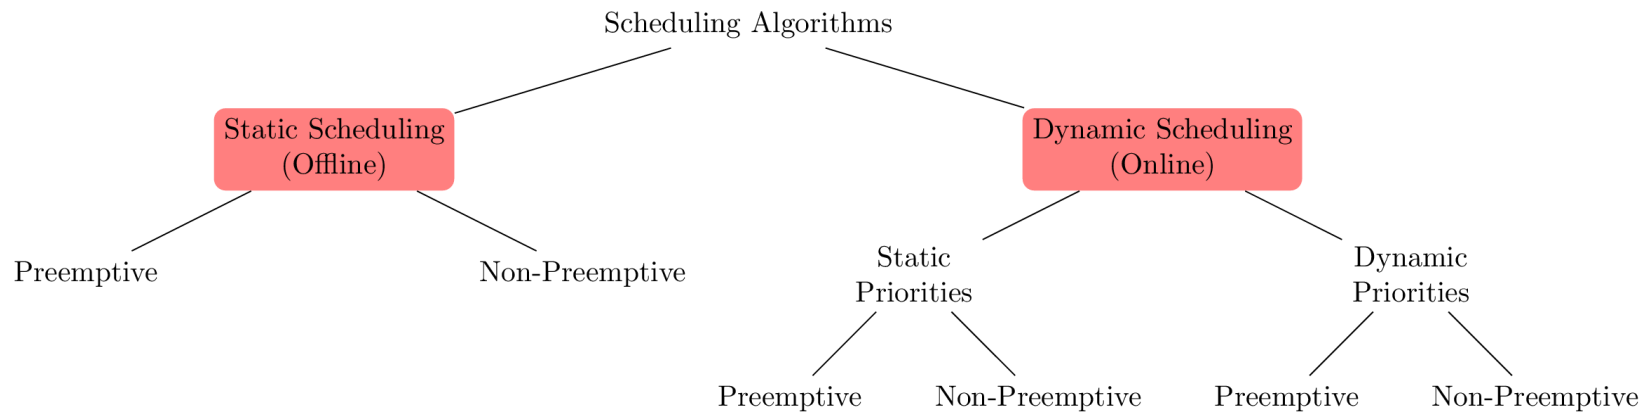 Scheduling Algorithms
Static Scheduling
(Offline)
Dynamic Scheduling
(Online)
Preemptive
Non-Preemptive
Static
Priorities
Dynamic
Priorities
Preemptive
Non-Preemptive
Preemptive
Non-Preemptive